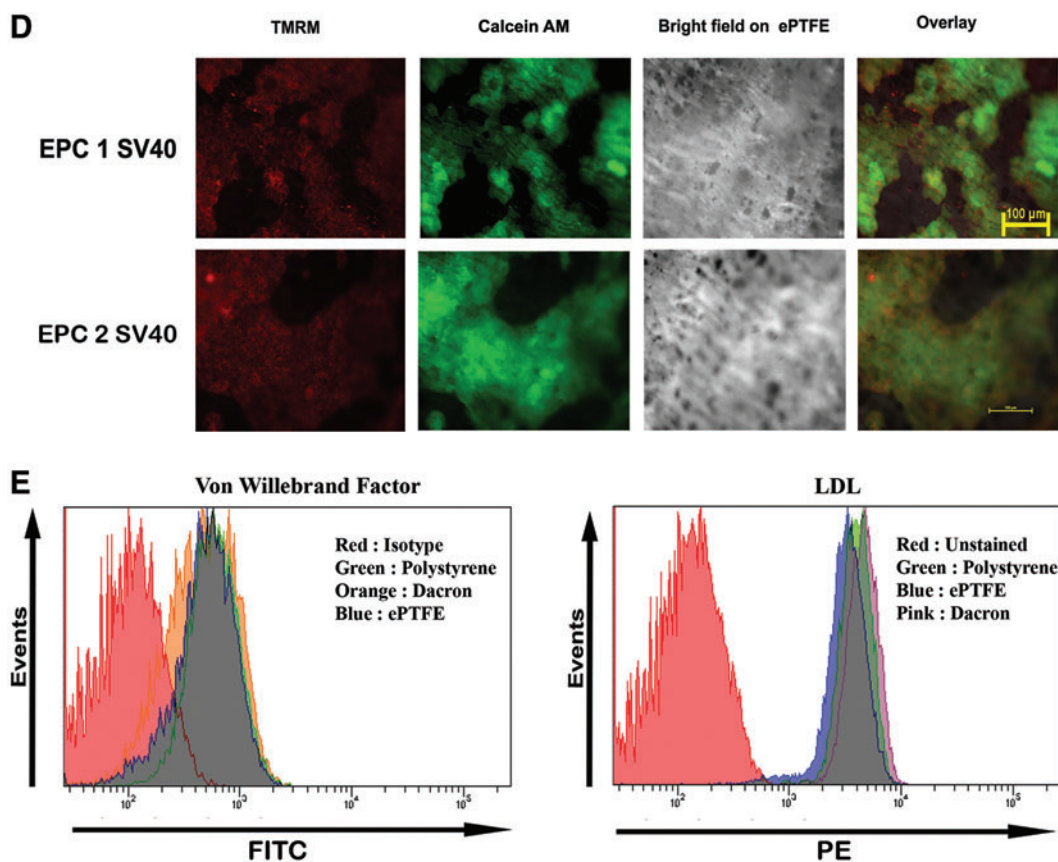 D
TMRM Calcein AM Bright field on ePTFE Overlay
EPC 1 SV40
100 µm
EPC 2 SV40
E
Von Willebrand Factor
Red : Isotype
Green : Polystyrene
Orange : Dacron
Blue : ePTFE
Events
10² 10³ 10⁴ 10⁵
FITC
LDL
Red : Unstained
Green : Polystyrene
Blue : ePTFE
Pink : Dacron
Events
10² 10³ 10⁴ 10⁵
PE